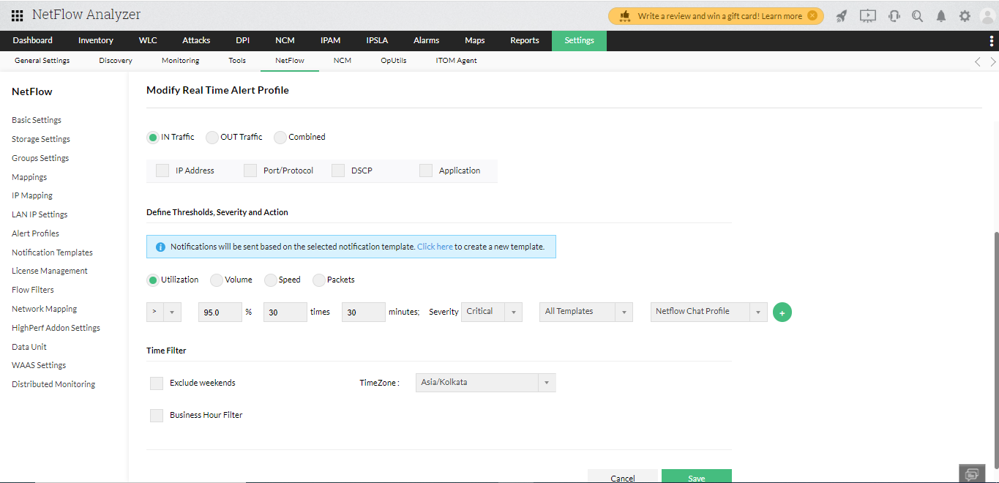 NetFlow Analyzer
Write a review and win a gift card! Learn more
Dashboard Inventory WLC Attacks DPI NCM IPAM IPSLA Alarms Maps Reports Settings
General Settings Discovery Monitoring Tools NetFlow NCM OpUtils ITOM Agent
NetFlow
Basic Settings
Storage Settings
Groups Settings
Mappings
IP Mapping
LAN IP Settings
Alert Profiles
Notification Templates
License Management
Flow Filters
Network Mapping
HighPerf Addon Settings
Data Unit
WAAS Settings
Distributed Monitoring
Modify Real Time Alert Profile
IN Traffic OUT Traffic Combined
IP Address Port/Protocol DSCP Application
Define Thresholds, Severity and Action
Notifications will be sent based on the selected notification template. Click here to create a new template.
Utilization Volume Speed Packets
> 95.0 % 30 times 30 minutes; Severity Critical All Templates Netflow Chat Profile +
Time Filter
Exclude weekends TimeZone : Asia/Kolkata
Business Hour Filter
Cancel Save